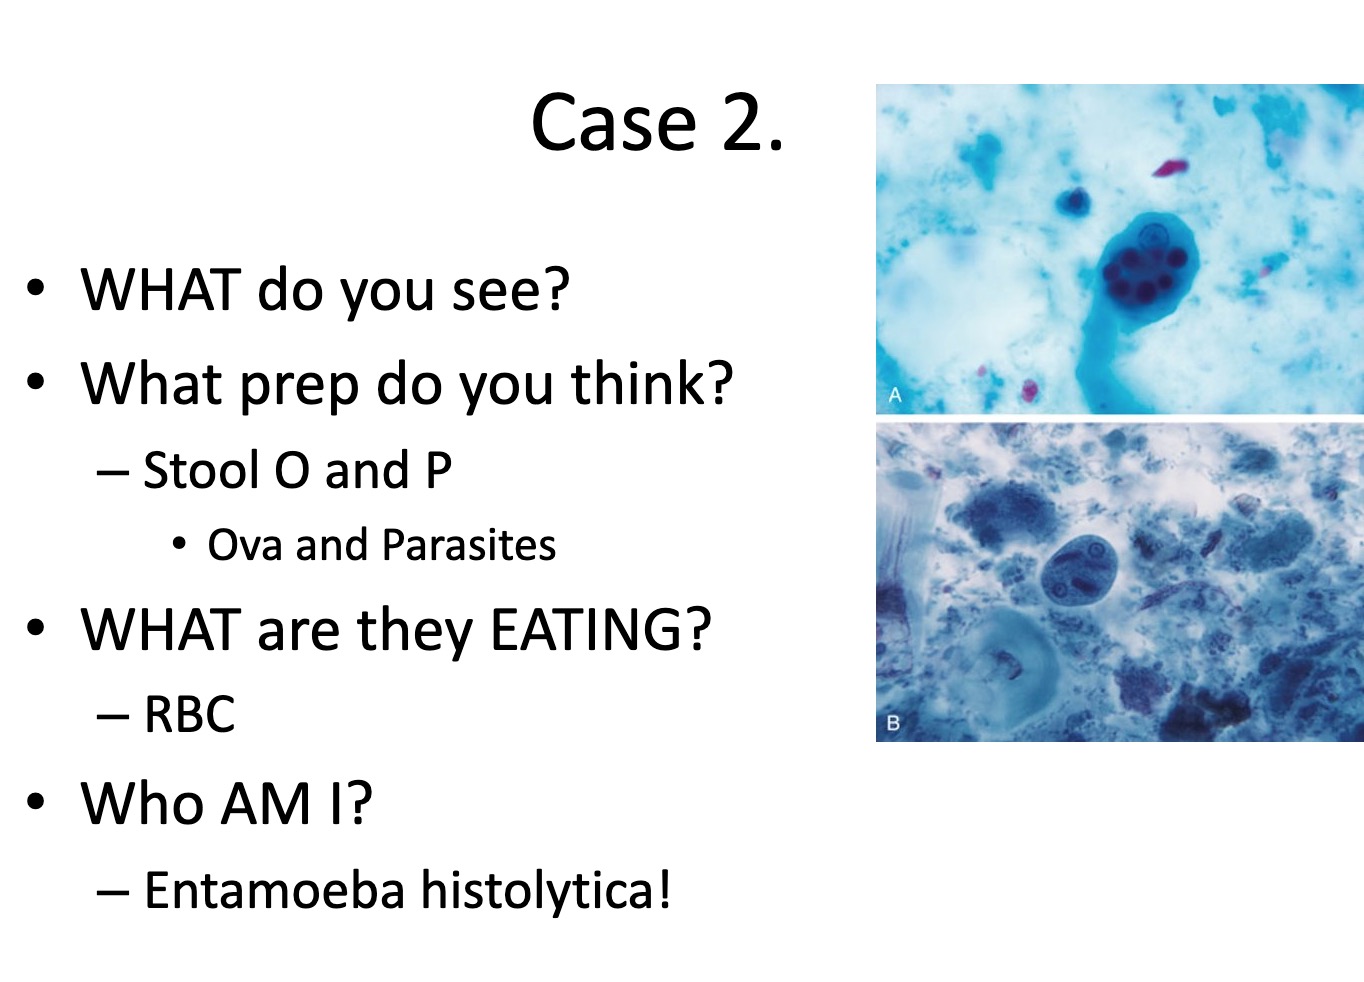 Case 2.
• WHAT do you see?
• What prep do you think?
– Stool O and P
• Ova and Parasites
• WHAT are they EATING?
– RBC
• Who AM I?
– Entamoeba histolytica!
A
B